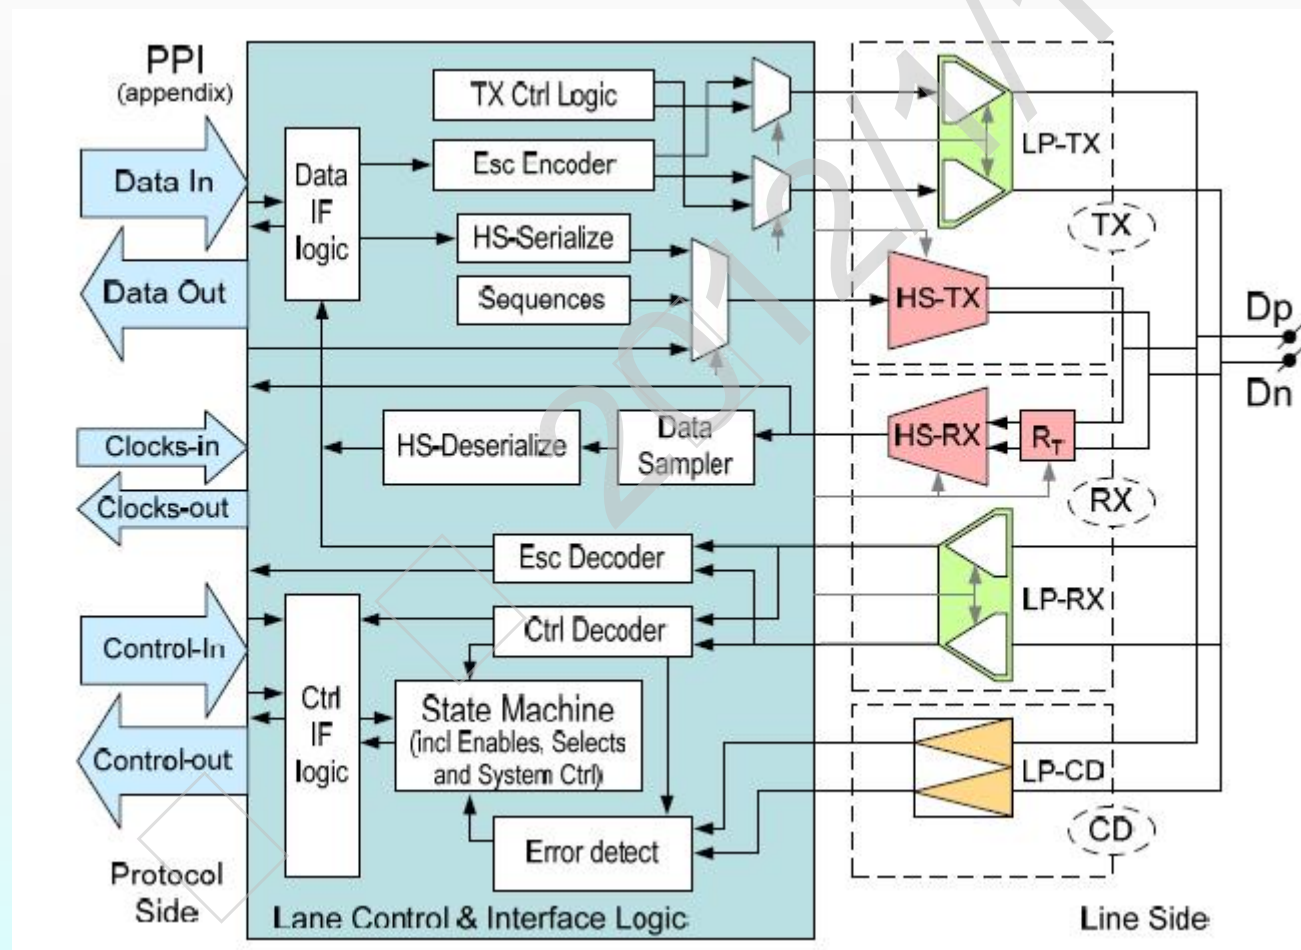 PPI
(appendix)
Data In
Data Out
Clocks-in
Clocks-out
Control-In
Control-out
Protocol
Side
Data
IF
logic
TX Ctrl Logic
Esc Encoder
HS-Serialize
Sequences
HS-Deserialize
Data
Sampler
Esc Decoder
Ctrl Decoder
Ctrl
IF
logic
State Machine
(incl Enables, Selects
and System Ctrl)
Error detect
Lane Control & Interface Logic
LP-TX
TX
HS-TX
HS-RX
RT
RX
LP-RX
LP-CD
CD
Dp
Dn
Line Side
2012/1/1